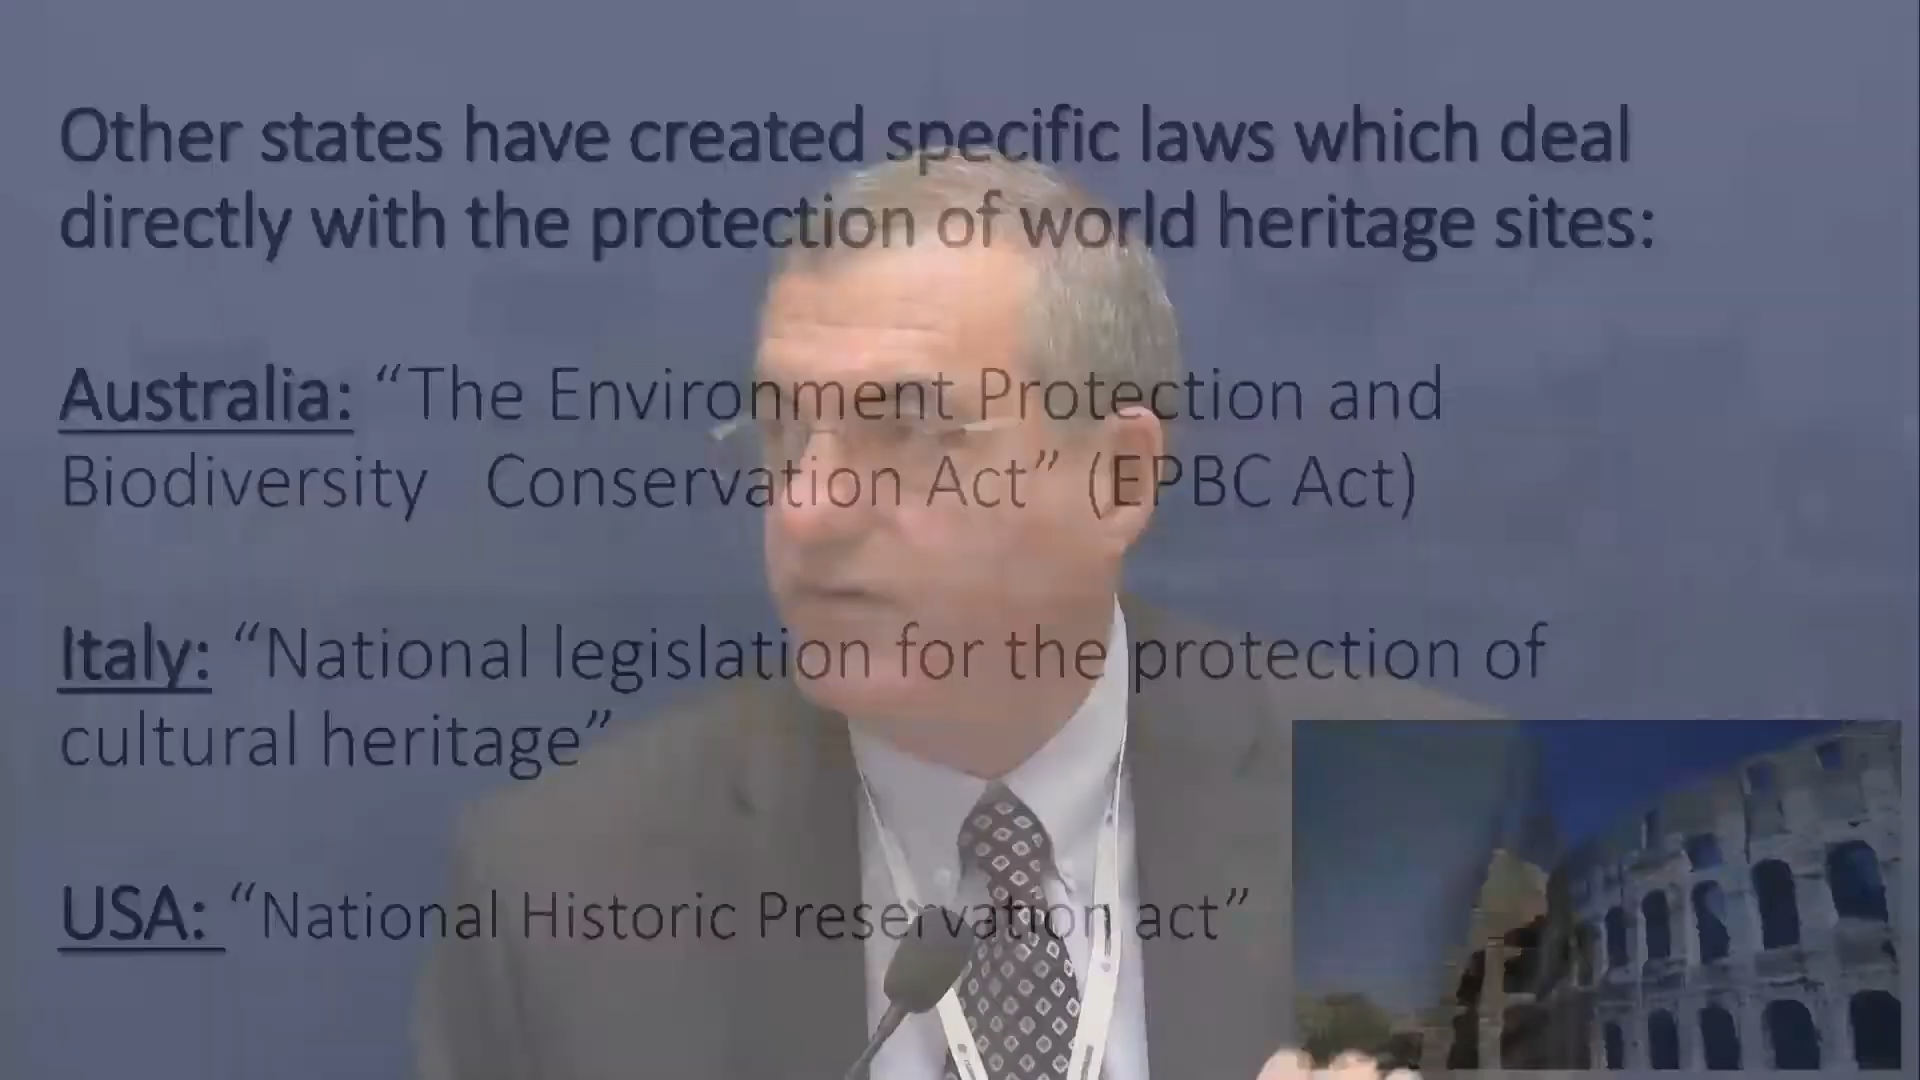 Other states have created specific laws which deal
directly with the protection of world heritage sites:
Australia: “The Environment Protection and
Biodiversity Conservation Act” (EPBC Act)
Italy: “National legislation for the protection of
cultural heritage”
USA: “National Historic Preservation act”